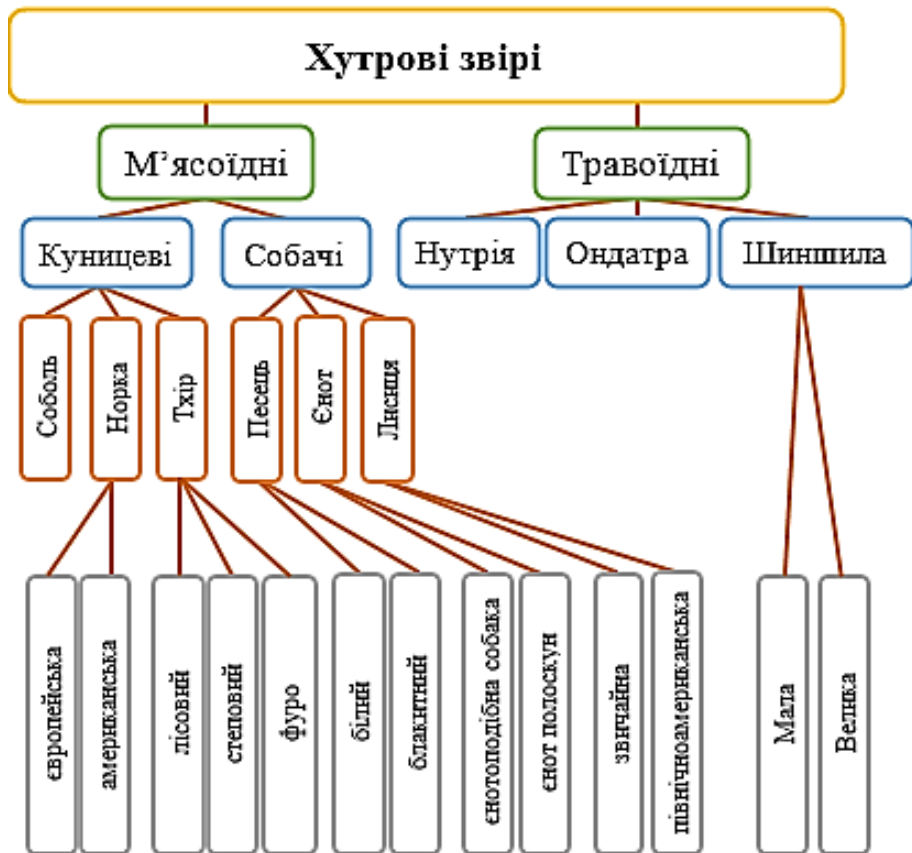 Хутрові звірі
М’ясоїдні
Травоїдні
Куницеві
Собачі
Нутрія
Ондатра
Шиншила
Соболь
Норка
Тхір
Песець
Єнот
Лисиця
європейська
американська
лісовий
степовий
фуро
білий
блакитний
єнотоподібна собака
єнот полоскун
звичайна
північноамериканська
Мала
Велика